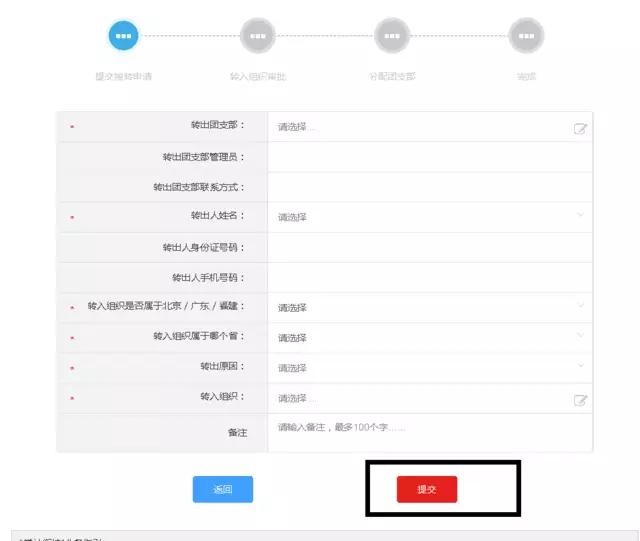 提交接转申请
转入组织审批
分配团支部
完成
* 转出团支部： 请选择...
转出团支部管理员：
转出团支部联系方式：
* 转出人姓名： 请选择
转出人身份证号码：
转出人手机号码：
* 转入组织是否属于北京/广东/福建： 请选择
* 转入组织属于哪个省： 请选择
* 转出原因： 请选择
* 转入组织： 请选择...
备注 请输入备注，最多100个字......
返回
提交